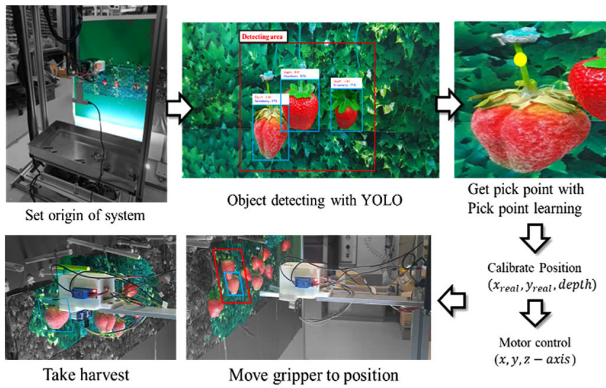 Detecting area
Set origin of system
Object detecting with YOLO
Get pick point with
Pick point learning
Calibrate Position
(x_real, y_real, depth)
Motor control
(x, y, z − axis)
Move gripper to position
Take harvest